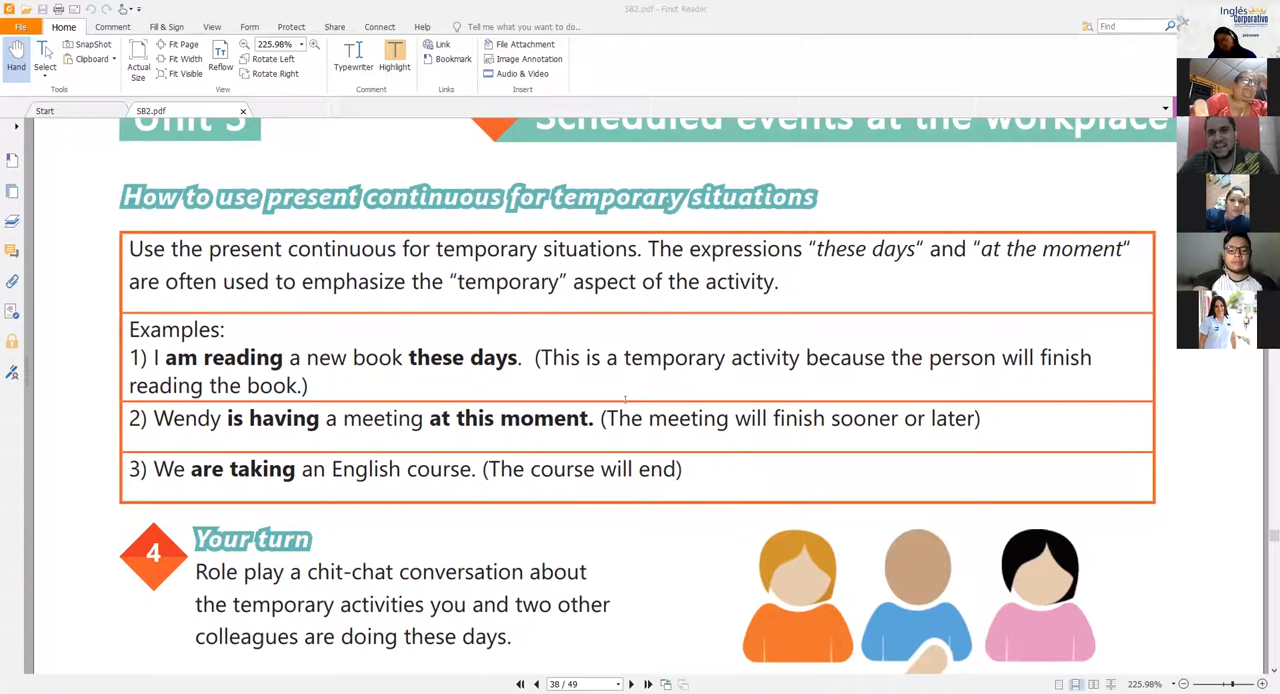 SB2.pdf - Foxit Reader
File Home Comment Fill & Sign View Form Protect Share Connect Help Tell me what you want to do.. Find
Hand
Select
SnapShot
Clipboard
Actual Size
Fit Page
Fit Width
Fit Visible
Reflow
225.98%
Rotate Left
Rotate Right
Typewriter
Highlight
Link
Bookmark
File Attachment
Image Annotation
Audio & Video
Tools View Comment Links Insert
Start SB2.pdf
Inglés
Corporativo
Unit 3 Scheduled events at the workplace
How to use present continuous for temporary situations
Use the present continuous for temporary situations. The expressions “these days“ and “at the moment“
are often used to emphasize the “temporary” aspect of the activity.
Examples:
1) I am reading a new book these days. (This is a temporary activity because the person will finish
reading the book.)
2) Wendy is having a meeting at this moment. (The meeting will finish sooner or later)
3) We are taking an English course. (The course will end)
4 Your turn
Role play a chit-chat conversation about
the temporary activities you and two other
colleagues are doing these days.
38 / 49 225.98%